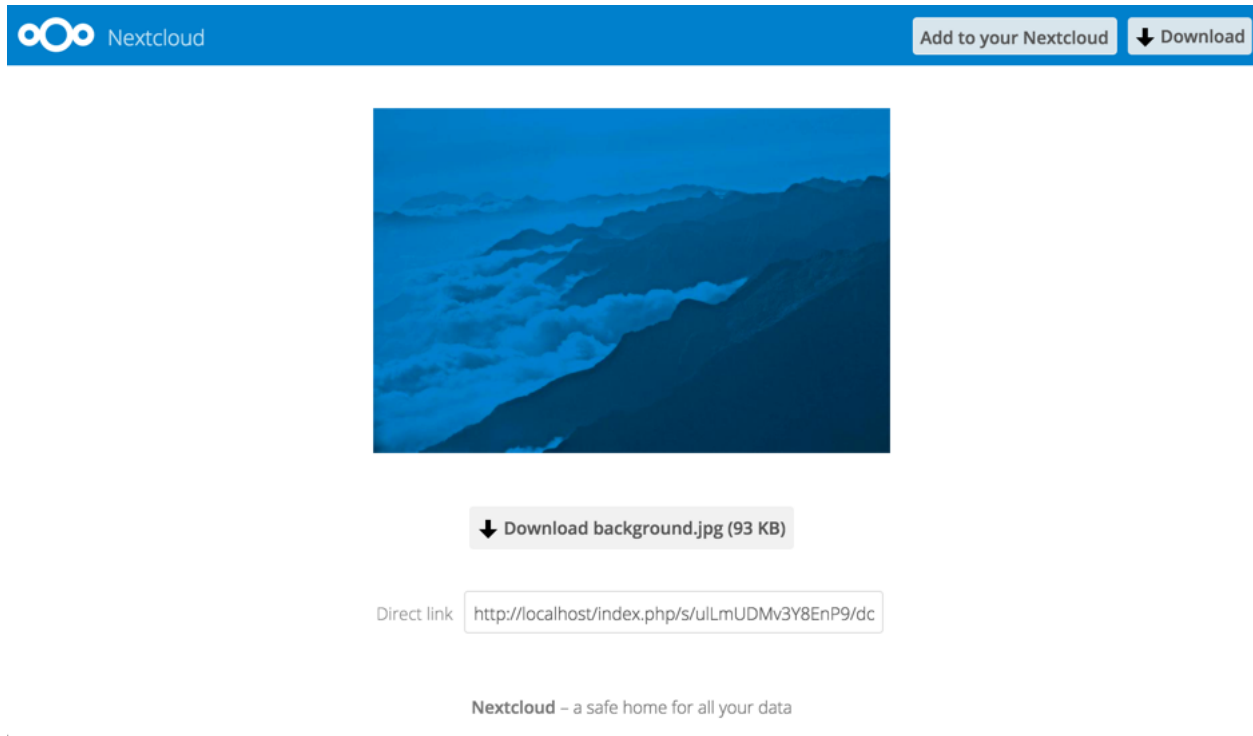 Nextcloud
Add to your Nextcloud
Download
Download background.jpg (93 KB)
Direct link http://localhost/index.php/s/ulLmUDMv3Y8EnP9/dc
Nextcloud – a safe home for all your data